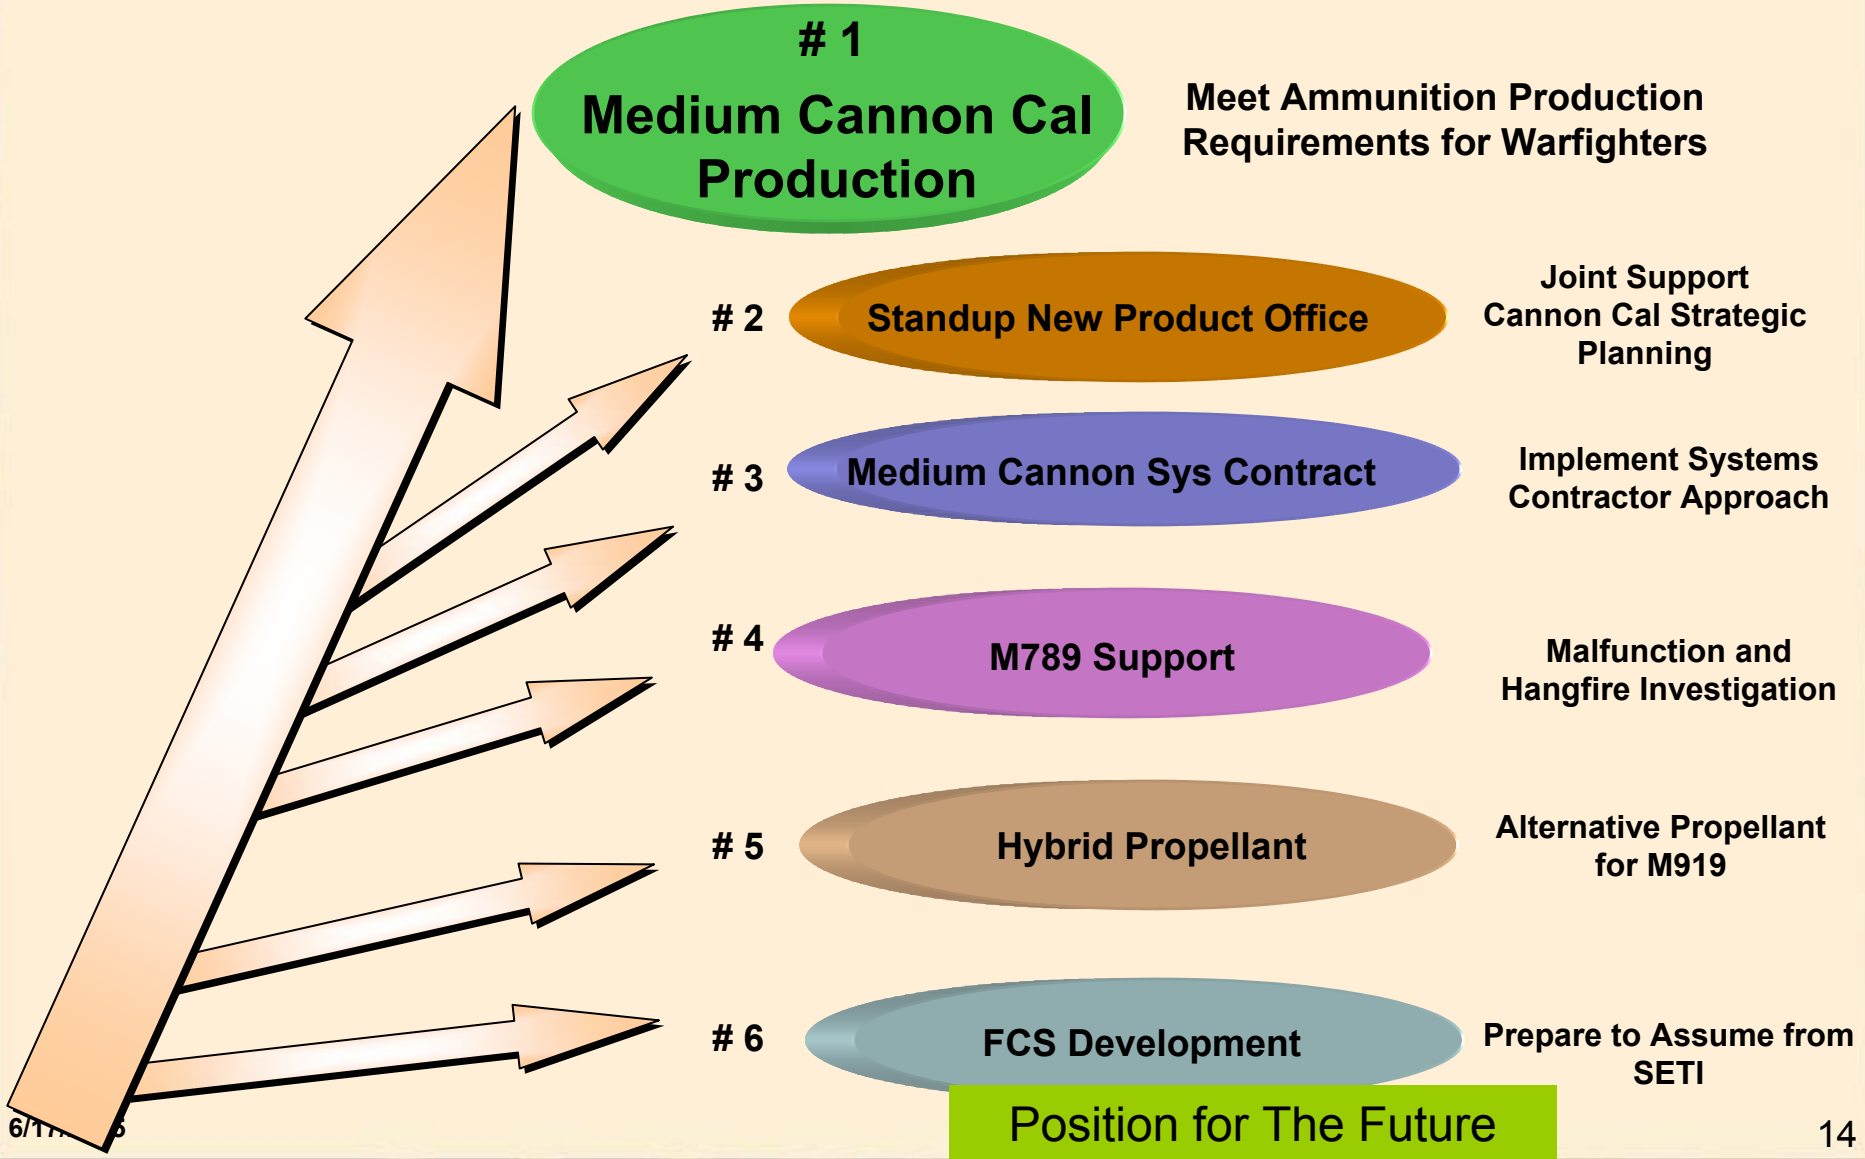 # 1
Medium Cannon Cal
Production
Meet Ammunition Production
Requirements for Warfighters
# 2
Standup New Product Office
Joint Support
Cannon Cal Strategic
Planning
# 3
Medium Cannon Sys Contract
Implement Systems
Contractor Approach
# 4
M789 Support
Malfunction and
Hangfire Investigation
# 5
Hybrid Propellant
Alternative Propellant
for M919
# 6
FCS Development
Prepare to Assume from
SETI
Position for The Future
14